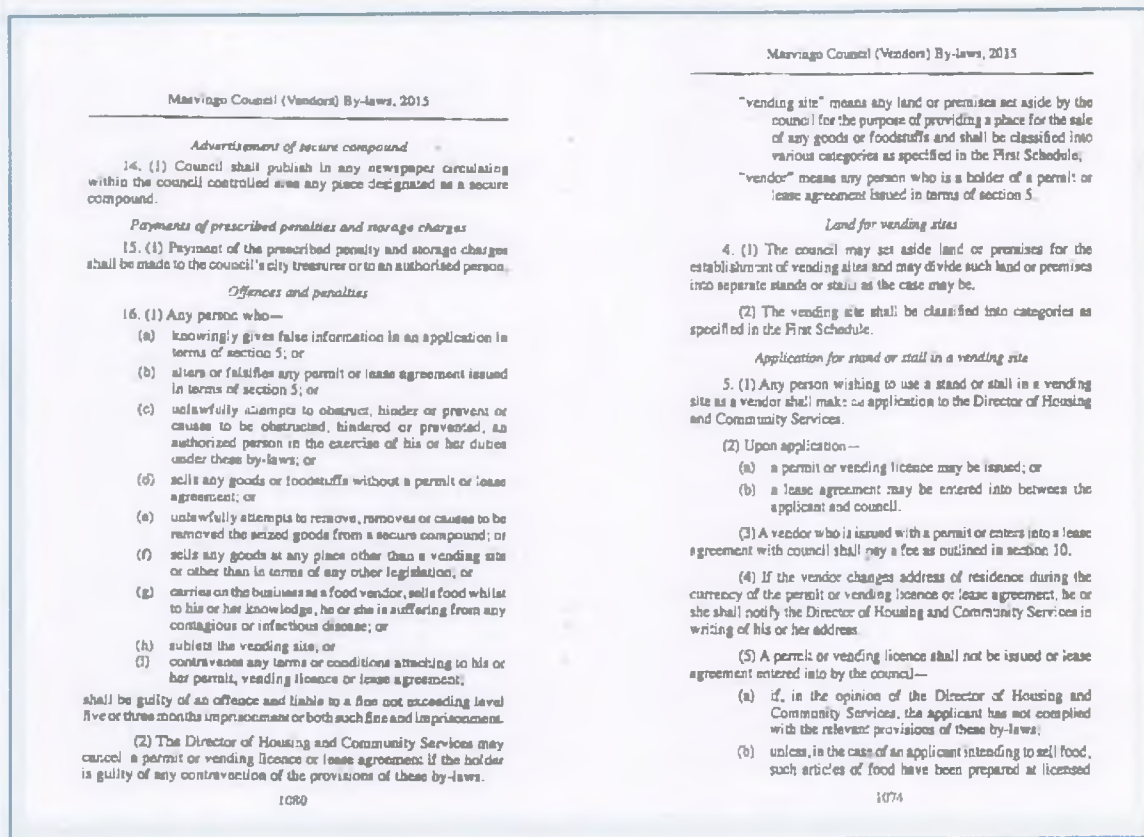 Masvingo Council (Vendors) By-laws, 2015
Advertisement of secure compound
14. (1) Council shall publish in any newspaper circulating
within the council controlled area any place designated as a secure
compound.
Payments of prescribed penalties and storage charges
15. (1) Payment of the prescribed penalty and storage charges
shall be made to the council's city treasurer or to an authorised person.
Offences and penalties
16. (1) Any person who—
(a) knowingly gives false information in an application in
terms of section 5; or
(b) alters or falsifies any permit or lease agreement issued
in terms of section 5; or
(c) unlawfully attempts to obstruct, hinder or prevent or
causes to be obstructed, hindered or prevented, an
authorized person in the exercise of his or her duties
under these by-laws; or
(d) sells any goods or foodstuffs without a permit or lease
agreement; or
(e) unlawfully attempts to remove, removes or causes to be
removed the seized goods from a secure compound; or
(f) sells any goods at any place other than a vending site
or other than in terms of any other legislation; or
(g) carries on the business as a food vendor, sells food whilst
to his or her knowledge, he or she is suffering from any
contagious or infectious disease; or
(h) sublets the vending site, or
(i) contravenes any terms or conditions attaching to his or
her permit, vending licence or lease agreement;
shall be guilty of an offence and liable to a fine not exceeding level
five or three months imprisonment or both such fine and imprisonment.
(2) The Director of Housing and Community Services may
cancel a permit or vending licence or lease agreement if the holder
is guilty of any contravention of the provisions of these by-laws.
1080
Masvingo Council (Vendors) By-laws, 2015
"vending site" means any land or premises set aside by the
council for the purpose of providing a place for the sale
of any goods or foodstuffs and shall be classified into
various categories as specified in the First Schedule;
"vendor" means any person who is a holder of a permit or
lease agreement issued in terms of section 5.
Land for vending sites
4. (1) The council may set aside land or premises for the
establishment of vending sites and may divide such land or premises
into separate stands or stalls as the case may be.
(2) The vending site shall be classified into categories as
specified in the First Schedule.
Application for stand or stall in a vending site
5. (1) Any person wishing to use a stand or stall in a vending
site as a vendor shall make an application to the Director of Housing
and Community Services.
(2) Upon application—
(a) a permit or vending licence may be issued; or
(b) a lease agreement may be entered into between the
applicant and council.
(3) A vendor who is issued with a permit or enters into a lease
agreement with council shall pay a fee as outlined in section 10.
(4) If the vendor changes address of residence during the
currency of the permit or vending licence or lease agreement, he or
she shall notify the Director of Housing and Community Services in
writing of his or her address.
(5) A permit or vending licence shall not be issued or lease
agreement entered into by the council—
(a) if, in the opinion of the Director of Housing and
Community Services, the applicant has not complied
with the relevant provisions of these by-laws;
(b) unless, in the case of an applicant intending to sell food,
such articles of food have been prepared at licensed
1074